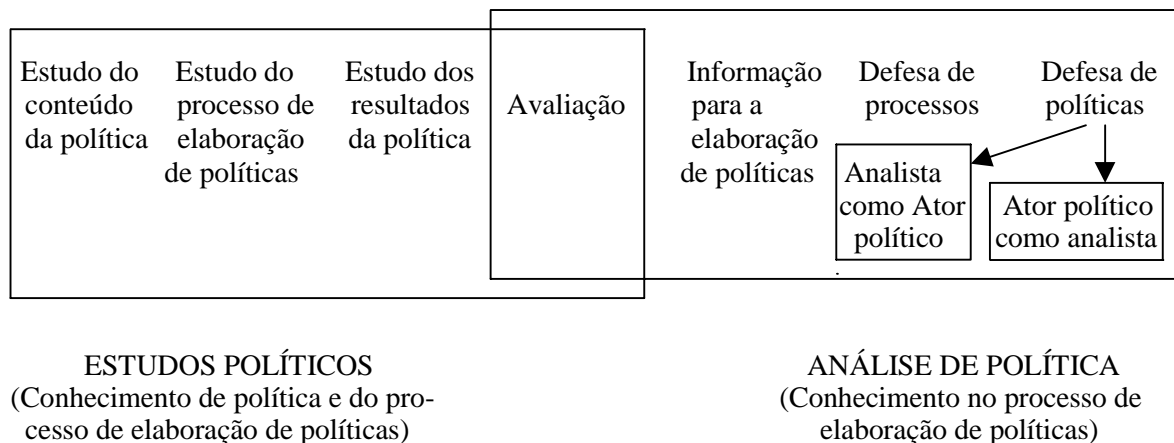 Estudo do
conteúdo
da política
Estudo do
processo de
elaboração
de políticas
Estudo dos
resultados
da política
Avaliação
Informação
para a
elaboração
de políticas
Defesa de
processos
Defesa de
políticas
Analista
como Ator
político
Ator político
como analista
ESTUDOS POLÍTICOS
(Conhecimento de política e do pro-
cesso de elaboração de políticas)
ANÁLISE DE POLÍTICA
(Conhecimento no processo de
elaboração de políticas)